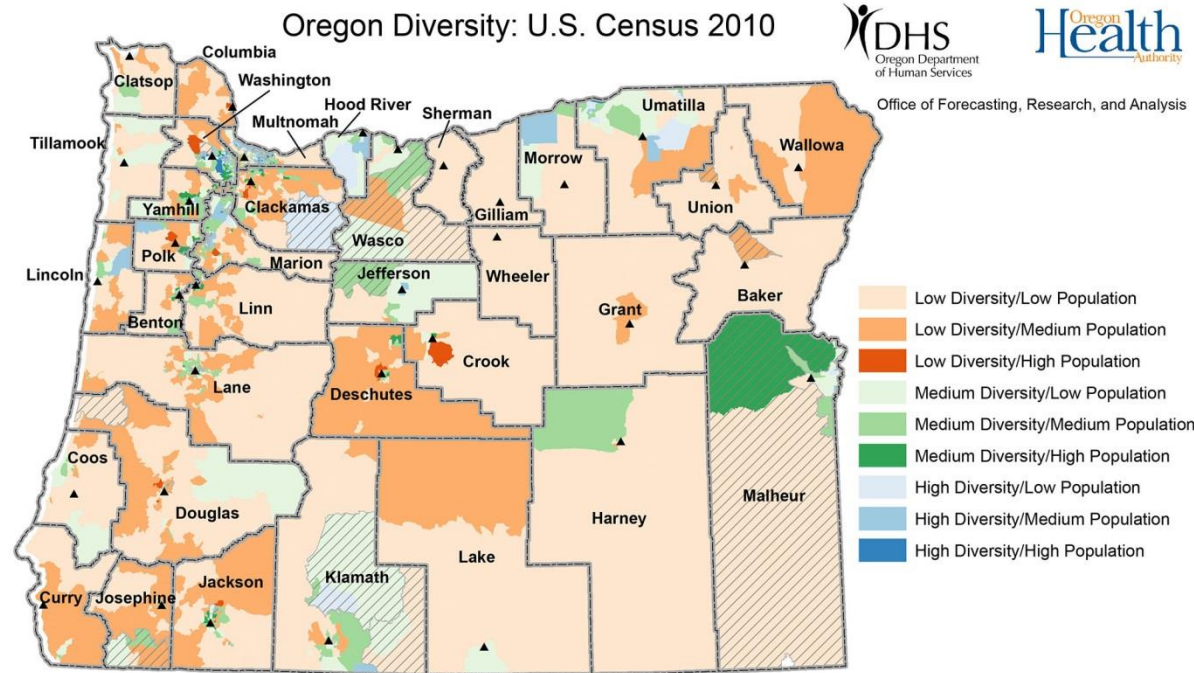 Oregon Diversity: U.S. Census 2010
DHS
Oregon Department
of Human Services
Oregon
Health
Authority
Office of Forecasting, Research, and Analysis
Columbia
Clatsop
Washington
Hood River
Multnomah
Sherman
Umatilla
Tillamook
Morrow
Wallowa
Union
Gilliam
Yamhill
Clackamas
Wasco
Polk
Marion
Lincoln
Jefferson
Wheeler
Baker
Benton
Linn
Grant
Crook
Lane
Deschutes
Coos
Douglas
Harney
Malheur
Lake
Klamath
Jackson
Josephine
Curry
Low Diversity/Low Population
Low Diversity/Medium Population
Low Diversity/High Population
Medium Diversity/Low Population
Medium Diversity/Medium Population
Medium Diversity/High Population
High Diversity/Low Population
High Diversity/Medium Population
High Diversity/High Population